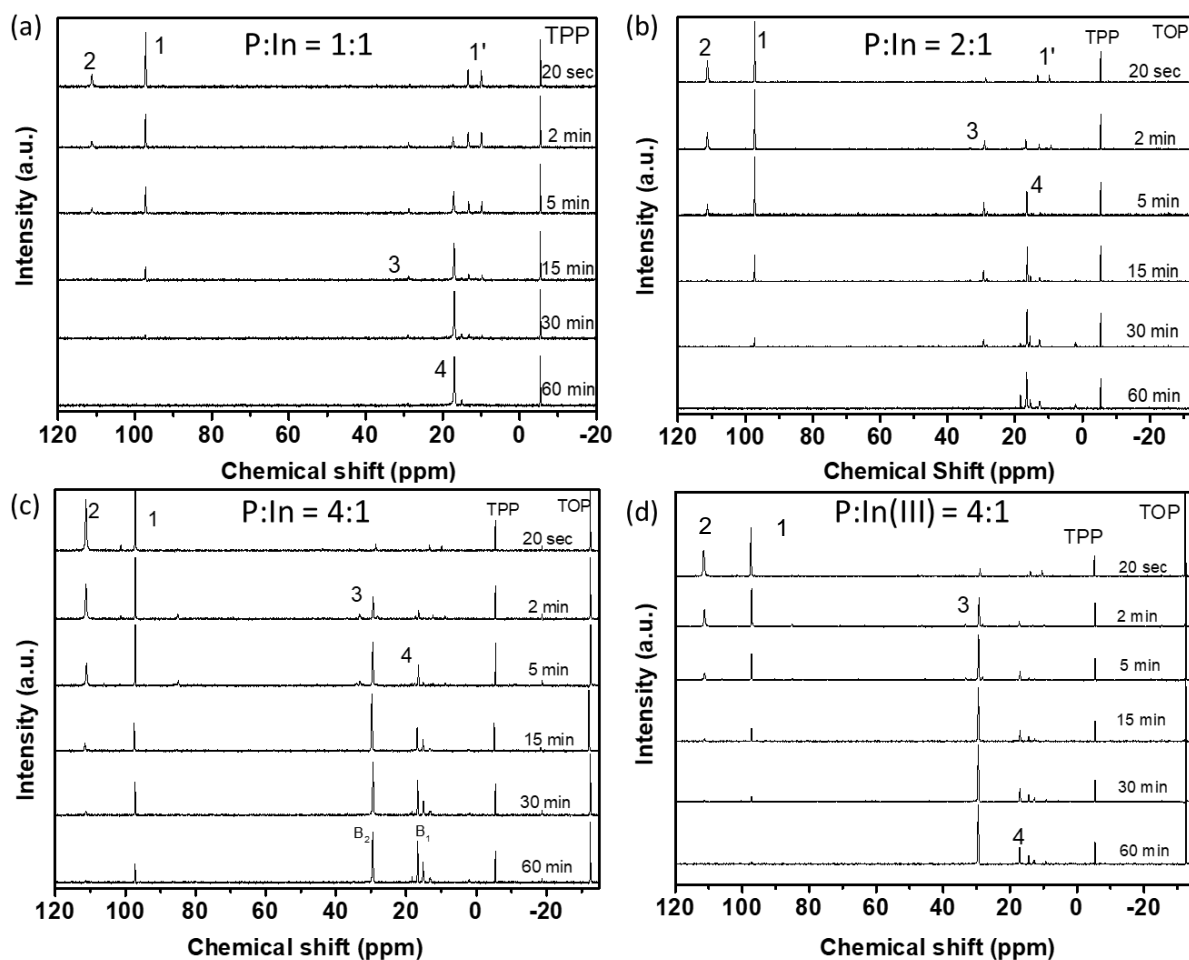 (a)
P:In = 1:1
TPP
2
1
1'
20 sec
2 min
5 min
3
15 min
30 min
4
60 min
Intensity (a.u.)
120 100 80 60 40 20 0 -20
Chemical shift (ppm)
(b)
P:In = 2:1
TPP
TOP
2
1
1'
20 sec
3
2 min
4
5 min
15 min
30 min
60 min
Intensity (a.u.)
120 100 80 60 40 20 0 -20
Chemical Shift (ppm)
(c)
P:In = 4:1
TPP
TOP
2
1
20 sec
3
2 min
4
5 min
15 min
30 min
B2
B1
60 min
Intensity (a.u.)
120 100 80 60 40 20 0 -20
Chemical shift (ppm)
(d)
P:In(III) = 4:1
TOP
TPP
2
1
20 sec
3
2 min
5 min
15 min
30 min
4
60 min
Intensity (a.u.)
120 100 80 60 40 20 0 -20
Chemical shift (ppm)